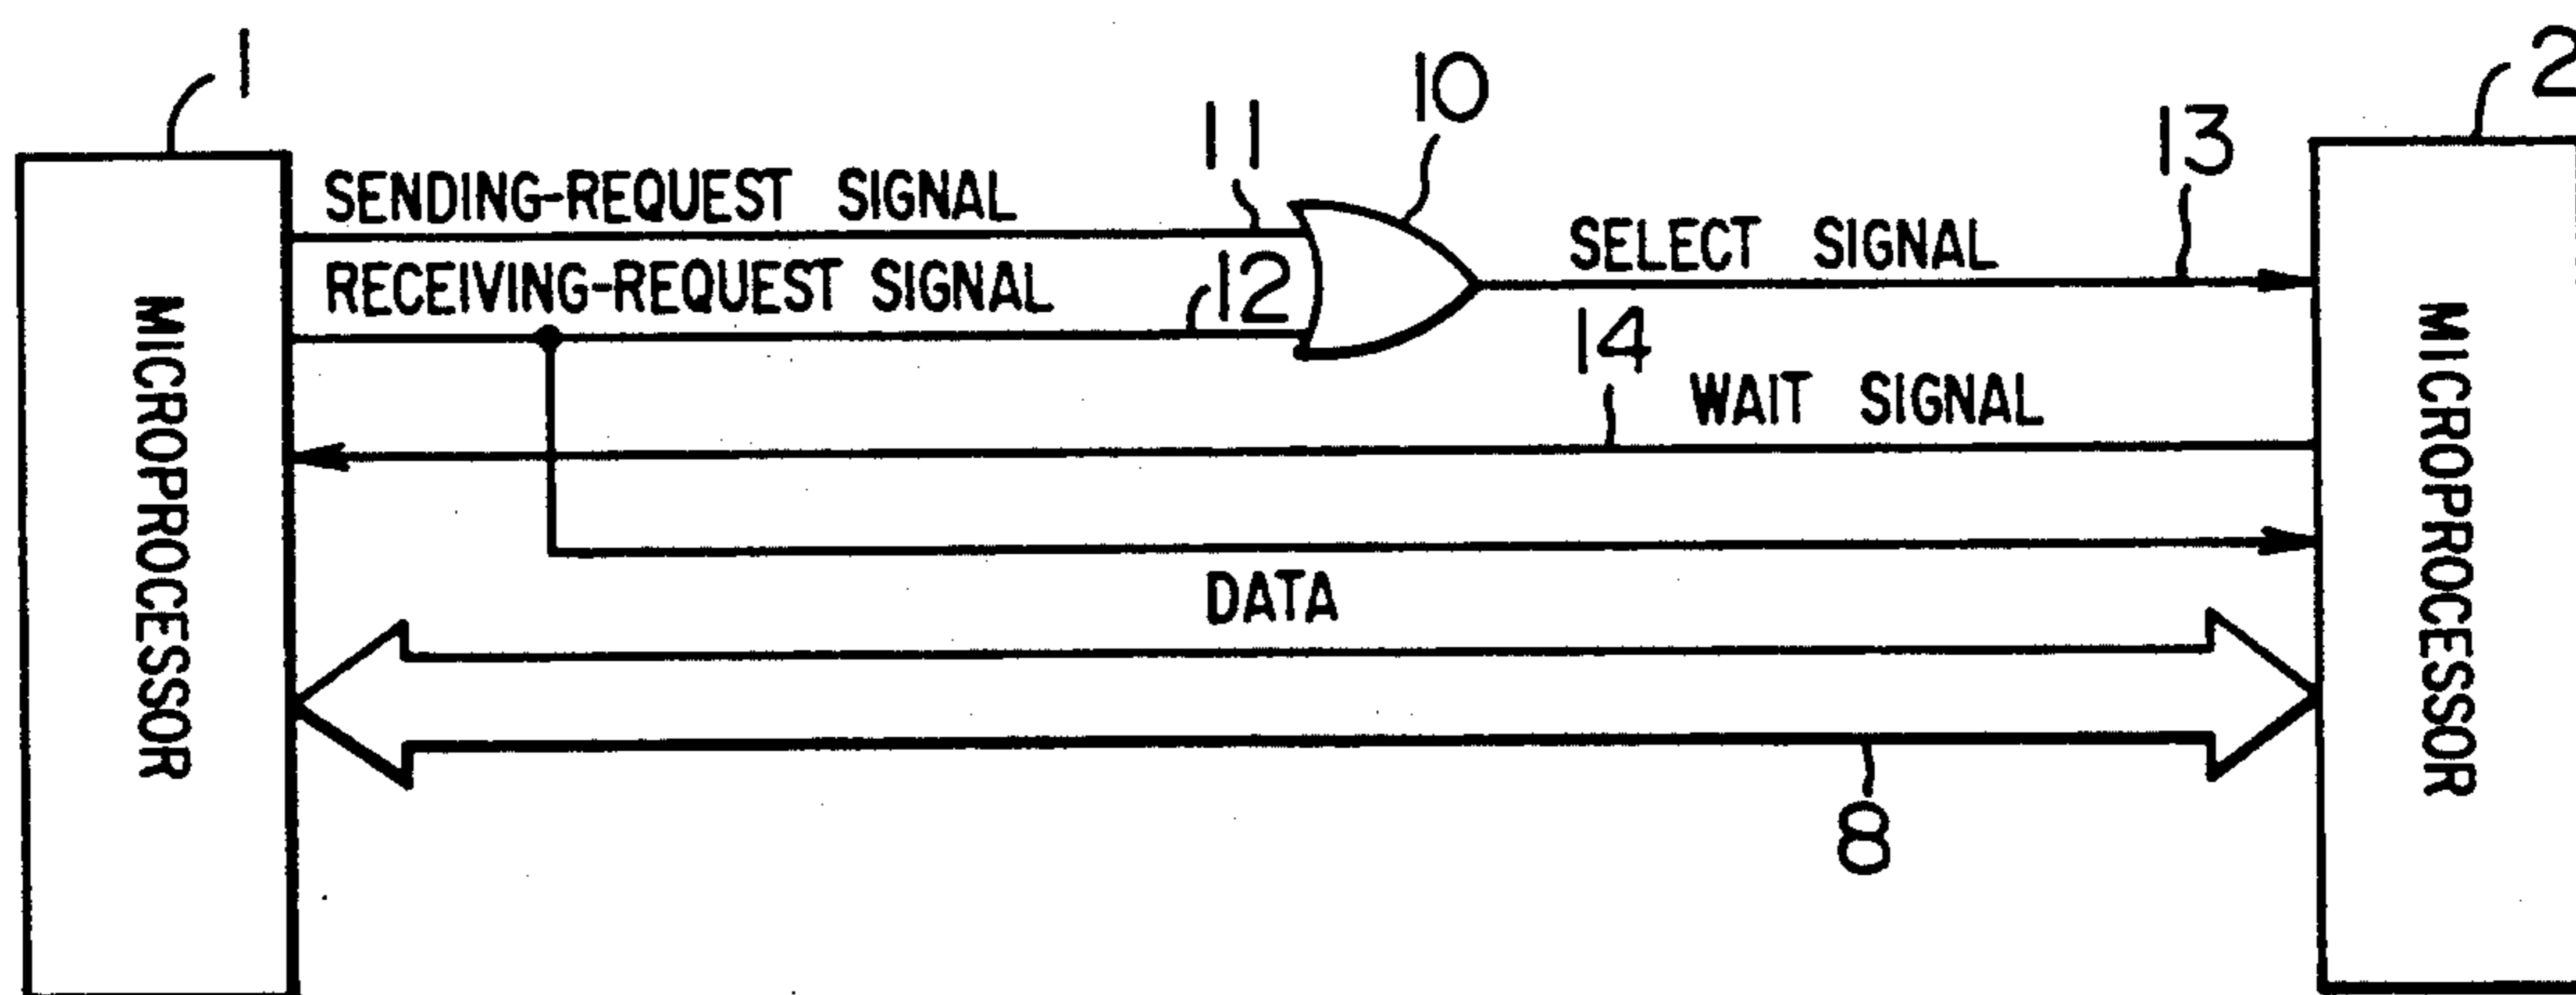 1
2
10
11
13
SENDING-REQUEST SIGNAL
SELECT SIGNAL
RECEIVING-REQUEST SIGNAL
12
14
WAIT SIGNAL
MICROPROCESSOR
MICROPROCESSOR
DATA
8